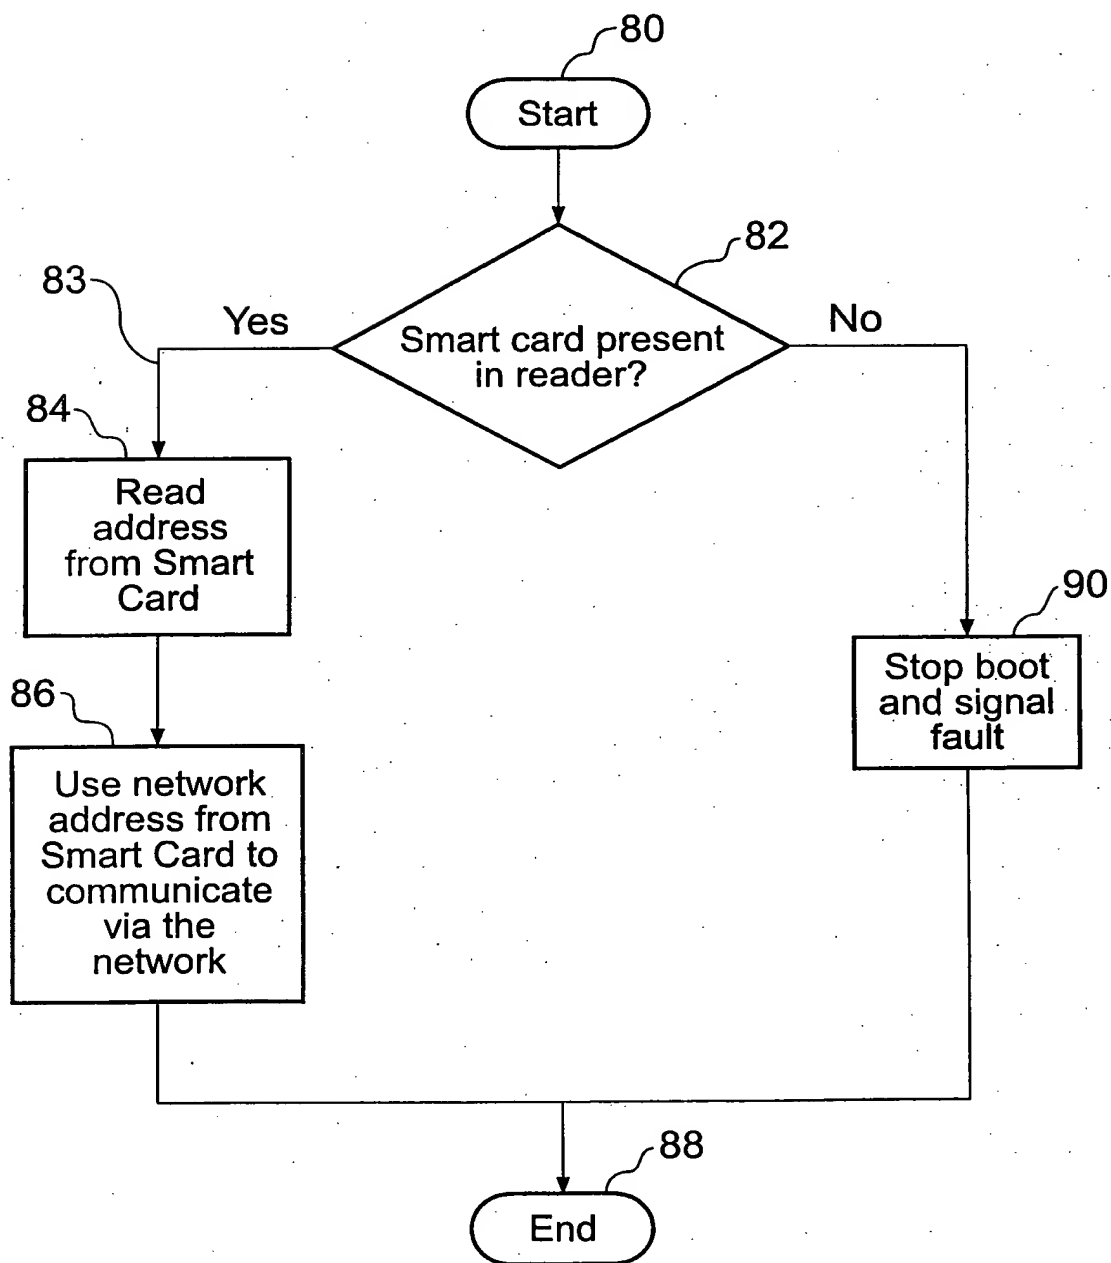 80
Start
82
83
Yes
No
Smart card present
in reader?
84
Read
address
from Smart
Card
90
Stop boot
and signal
fault
86
Use network
address from
Smart Card to
communicate
via the
network
88
End